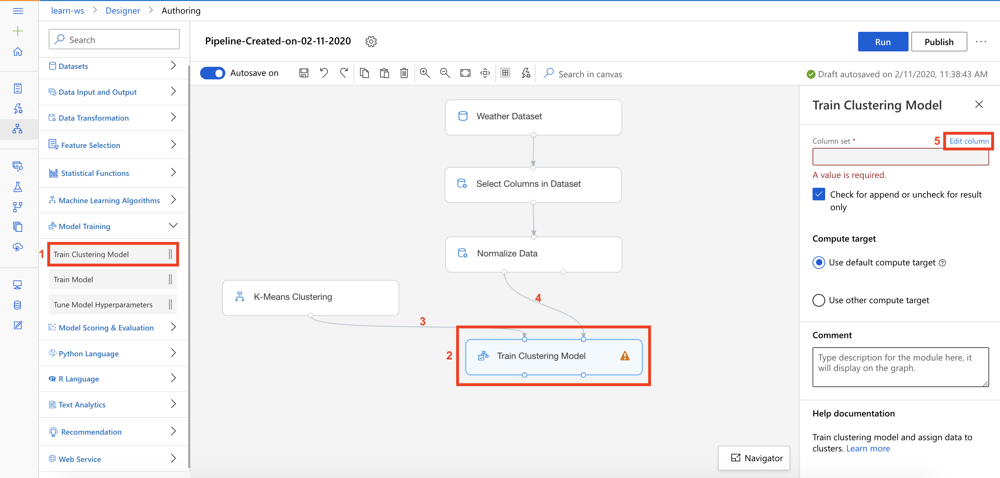 learn-ws > Designer > Authoring
Search
Datasets
Data Input and Output
Data Transformation
Feature Selection
Statistical Functions
Machine Learning Algorithms
Model Training
1
Train Clustering Model
Train Model
Tune Model Hyperparameters
Model Scoring & Evaluation
Python Language
R Language
Text Analytics
Recommendation
Web Service
Pipeline-Created-on-02-11-2020
Run
Publish
Autosave on
Search in canvas
Draft autosaved on 2/11/2020, 11:38:43 AM
Weather Dataset
Select Columns in Dataset
Normalize Data
K-Means Clustering
4
3
2
Train Clustering Model
Navigator
Train Clustering Model
Column set *
5
Edit column
A value is required.
Check for append or uncheck for result
only
Compute target
Use default compute target
Use other compute target
Comment
Type description for the module here, it
will display on the graph.
Help documentation
Train clustering model and assign data to
clusters. Learn more